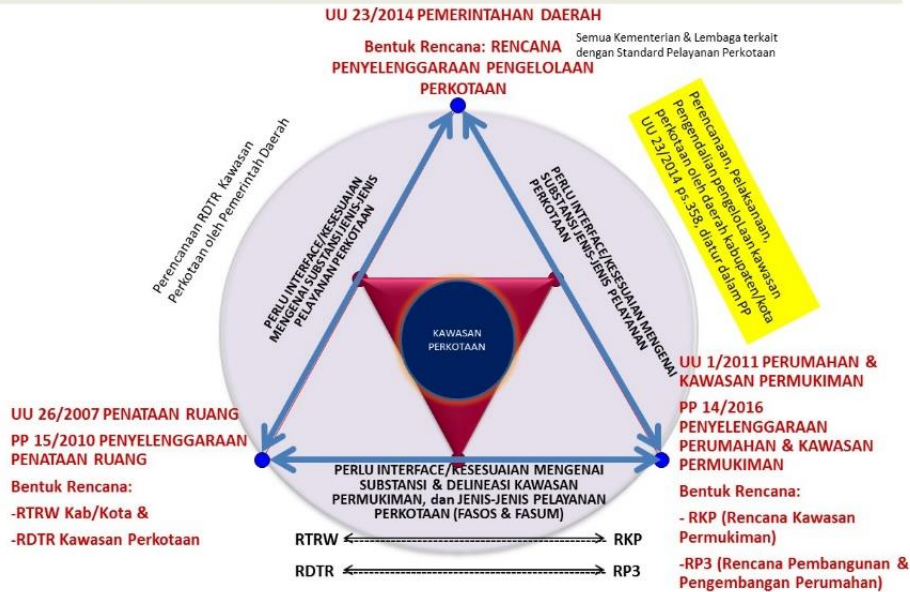 UU 23/2014 PEMERINTAHAN DAERAH
Bentuk Rencana: RENCANA
PENYELENGGARAAN PENGELOLAAN
PERKOTAAN
Semua Kementerian & Lembaga terkait
dengan Standard Pelayanan Perkotaan
Perencanaan RDTR Kawasan
Perkotaan oleh Pemerintah Daerah
PERLU INTERFACE/KESESUAIAN
MENGENAI SUBSTANSI JENIS-JENIS
PELAYANAN PERKOTAAN
PERLU INTERFACE/KESESUAIAN MENGENAI
SUBSTANSI JENIS-JENIS PELAYANAN
PERKOTAAN
Perencanaan, Pelaksanaan,
Pengendalian pengelolaan kawasan
perkotaan oleh daerah kabupaten/kota
UU 23/2014 ps.358, diatur dalam PP
KAWASAN
PERKOTAAN
UU 26/2007 PENATAAN RUANG
PP 15/2010 PENYELENGGARAAN
PENATAAN RUANG
Bentuk Rencana:
-RTRW Kab/Kota &
-RDTR Kawasan Perkotaan
UU 1/2011 PERUMAHAN &
KAWASAN PERMUKIMAN
PP 14/2016
PENYELENGGARAAN
PERUMAHAN & KAWASAN
PERMUKIMAN
Bentuk Rencana:
- RKP (Rencana Kawasan
Permukiman)
-RP3 (Rencana Pembangunan &
Pengembangan Perumahan)
PERLU INTERFACE/KESESUAIAN MENGENAI
SUBSTANSI & DELINEASI KAWASAN
PERMUKIMAN, dan JENIS-JENIS PELAYANAN
PERKOTAAN (FASOS & FASUM)
RTRW RKP
RDTR RP3